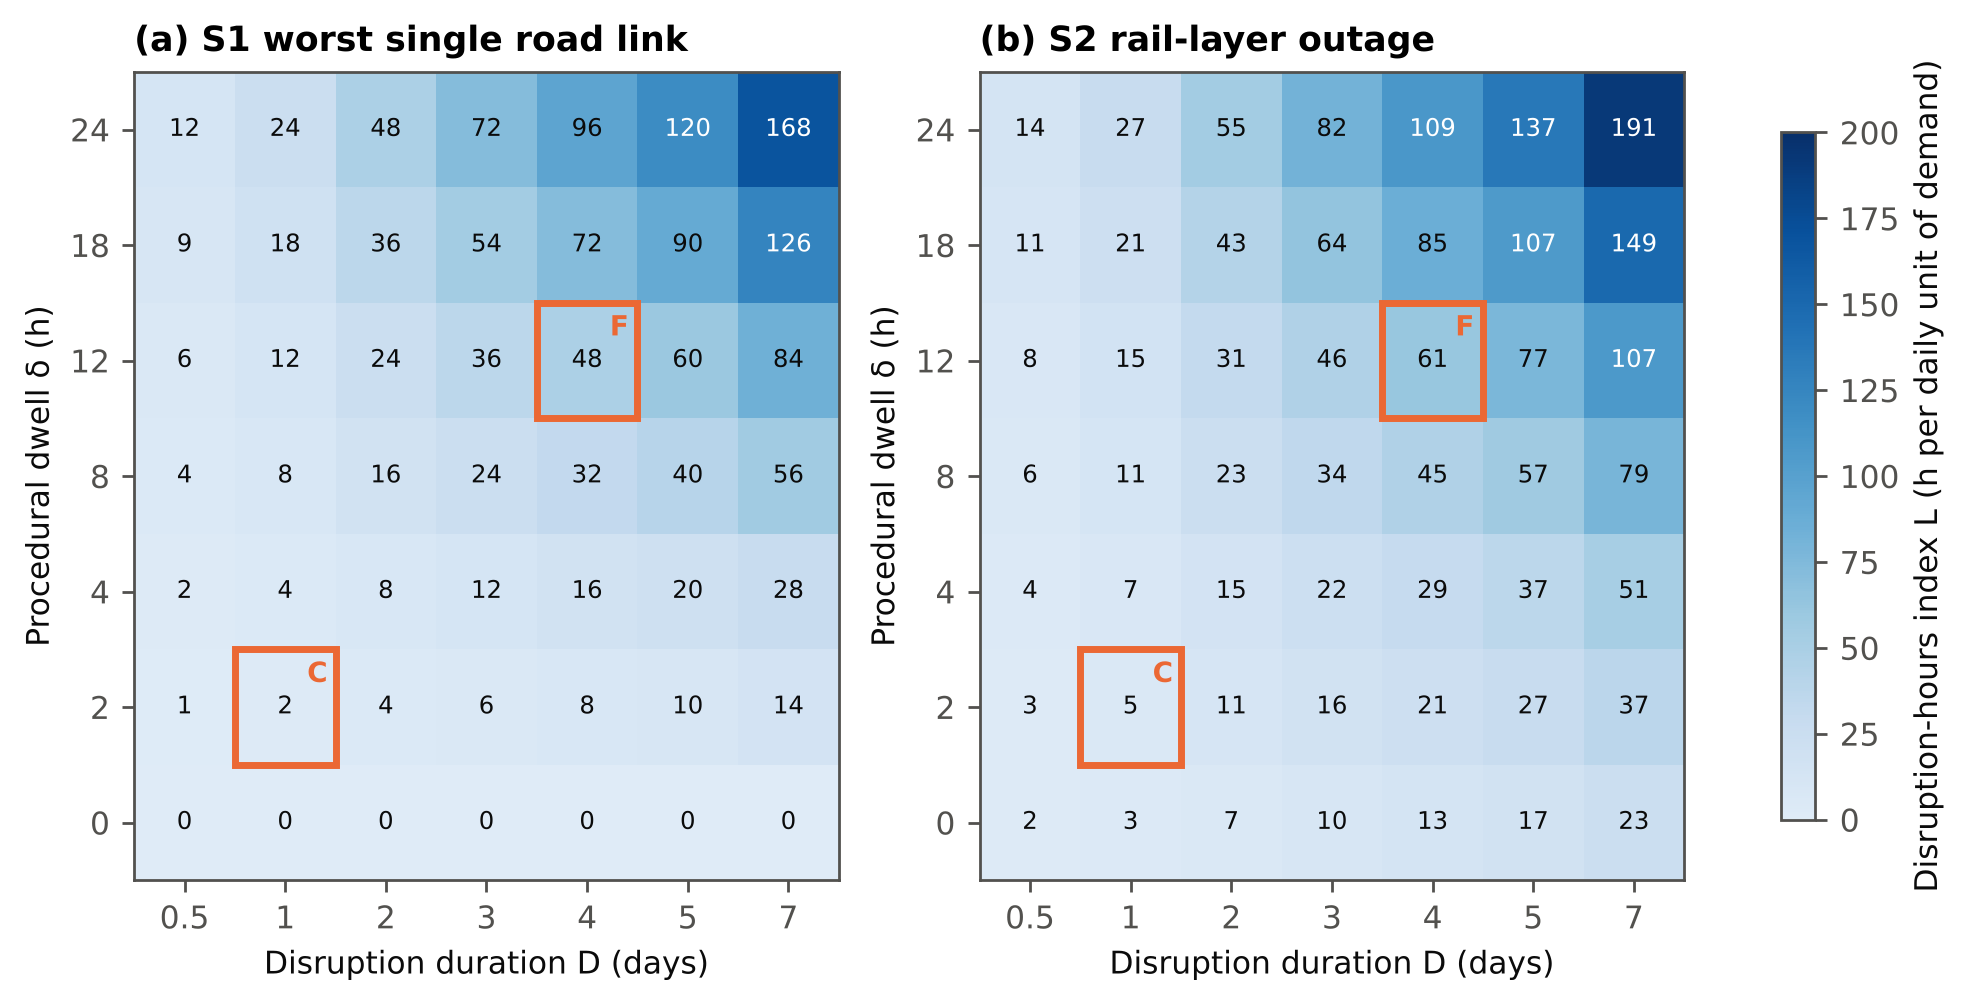 (a) S1 worst single road link
24 12 24 48 72 96 120 168
18 9 18 36 54 72 90 126
F
12 6 12 24 36 48 60 84
8 4 8 16 24 32 40 56
4 2 4 8 12 16 20 28
C
2 1 2 4 6 8 10 14
0 0 0 0 0 0 0 0
0.5 1 2 3 4 5 7
Disruption duration D (days)
Procedural dwell δ (h)
(b) S2 rail-layer outage
24 14 27 55 82 109 137 191
18 11 21 43 64 85 107 149
F
12 8 15 31 46 61 77 107
8 6 11 23 34 45 57 79
4 4 7 15 22 29 37 51
C
2 3 5 11 16 21 27 37
0 2 3 7 10 13 17 23
0.5 1 2 3 4 5 7
Disruption duration D (days)
Procedural dwell δ (h)
200
175
150
125
100
75
50
25
0
Disruption-hours index L (h per daily unit of demand)